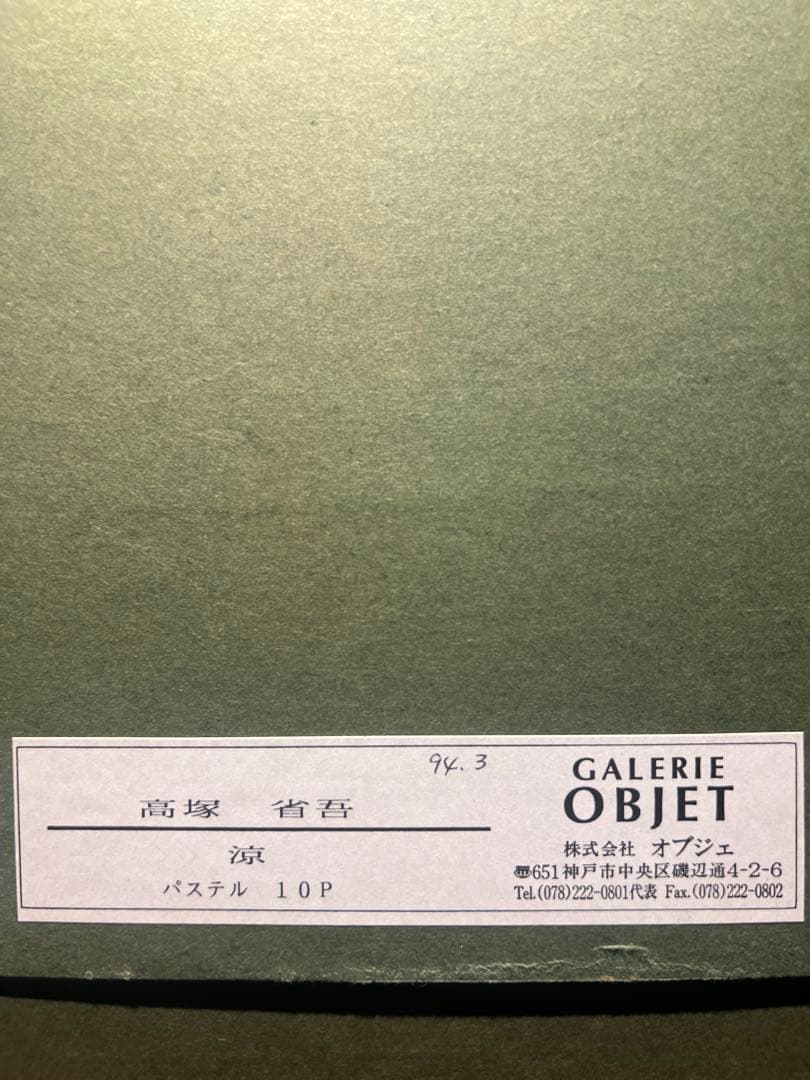 94.3
高塚　省吾
涼
パステル　１０Ｐ
GALERIE
OBJET
株式会社 オブジェ
〠651神戸市中央区磯辺通4-2-6
Tel.(078)222-0801代表 Fax.(078)222-0802